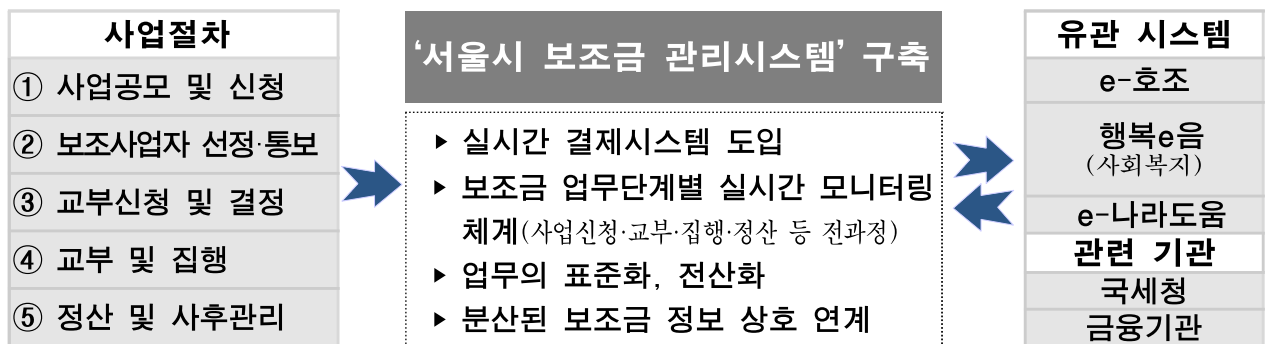 사업절차
① 사업공모 및 신청
② 보조사업자 선정·통보
③ 교부신청 및 결정
④ 교부 및 집행
⑤ 정산 및 사후관리
‘서울시 보조금 관리시스템’ 구축
▶ 실시간 결제시스템 도입
▶ 보조금 업무단계별 실시간 모니터링
체계(사업신청·교부·집행·정산 등 전과정)
▶ 업무의 표준화, 전산화
▶ 분산된 보조금 정보 상호 연계
유관 시스템
e-호조
행복e음
(사회복지)
e-나라도움
관련 기관
국세청
금융기관